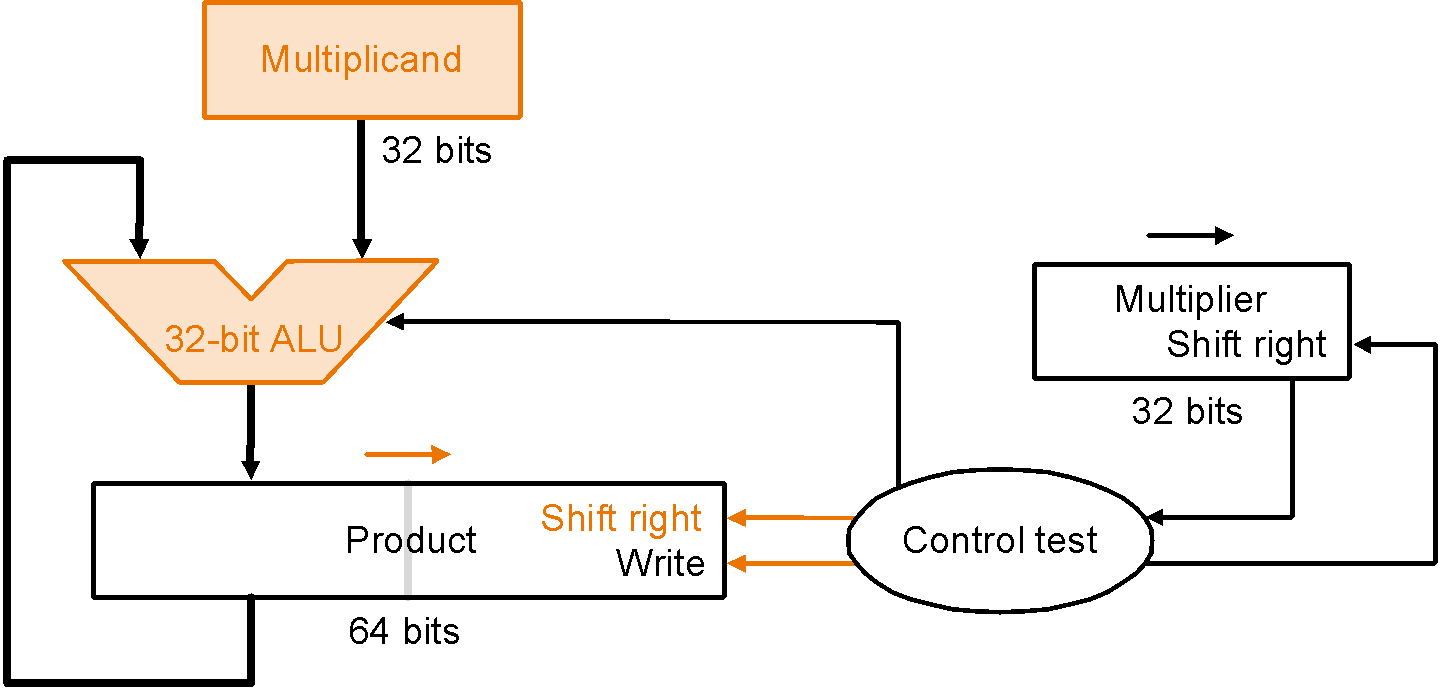 Multiplicand
32 bits
32-bit ALU
Multiplier
Shift right
32 bits
Shift right
Product
Write
Control test
64 bits